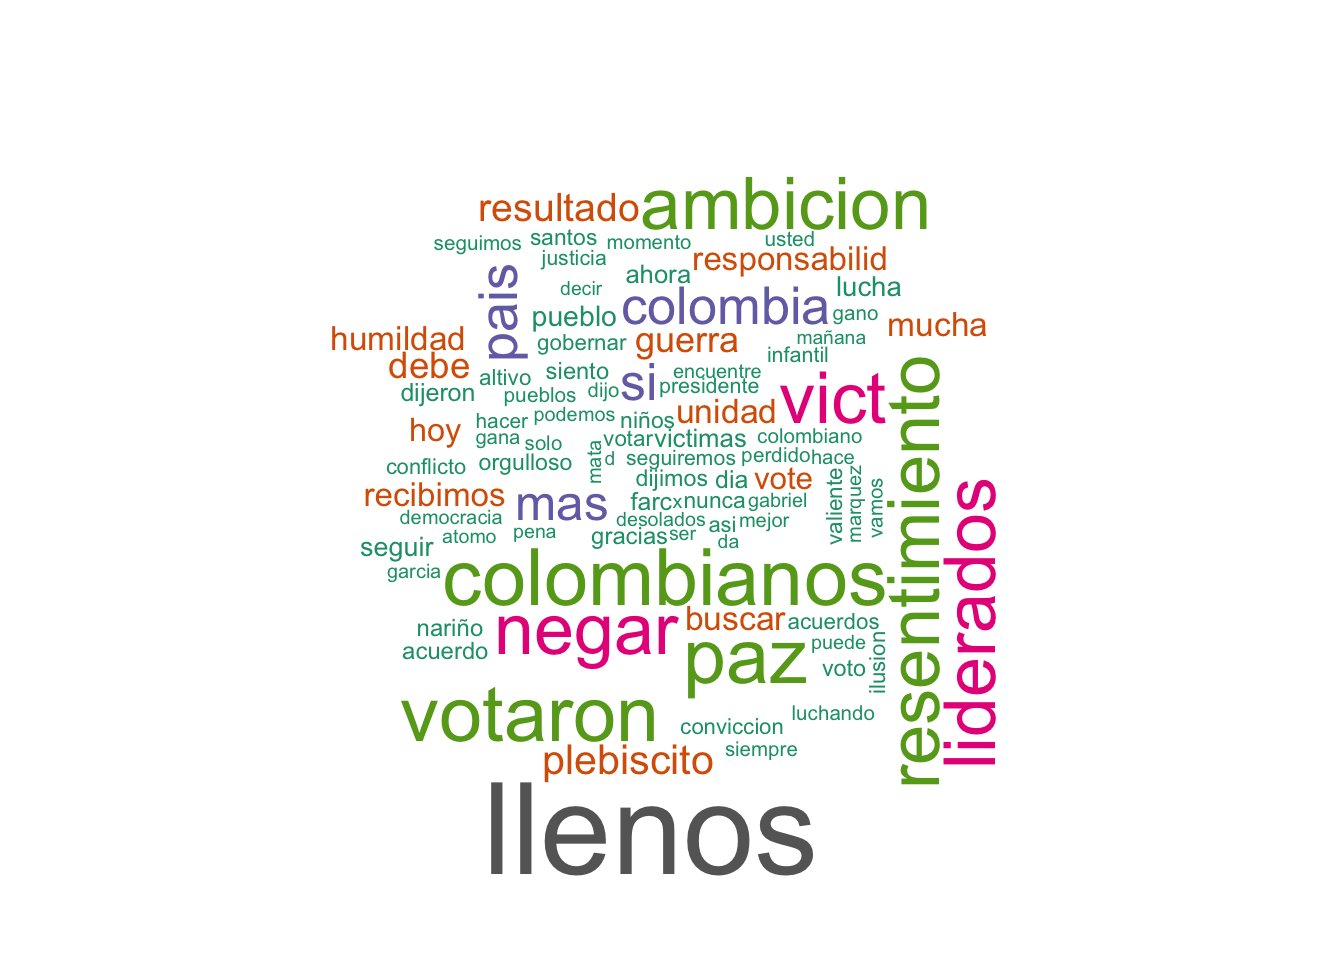 resultado ambicion
seguimos santos momento usted
justicia responsabilid
ahora
decir lucha
pais pueblo colombia gano mucha
humildad gobernar guerra mañana
infantil
debe altivo siento si encuentre
dijeron pueblos dijo presidente vict
hacer podemos niños unidad
hoy gana solo votar victimas colombiano
conflicto orgulloso mata d seguiremos perdido hace
dijimos dia vote
recibimos mas farc x nunca gabriel valiente marquez vamos
democracia desolados asi mejor
atomo pena gracias ser da
seguir
garcia colombianos resentimiento liderados
nariño negar buscar acuerdos
acuerdo paz puede
voto ilusion
votaron conviccion luchando
plebiscito siempre
llenos